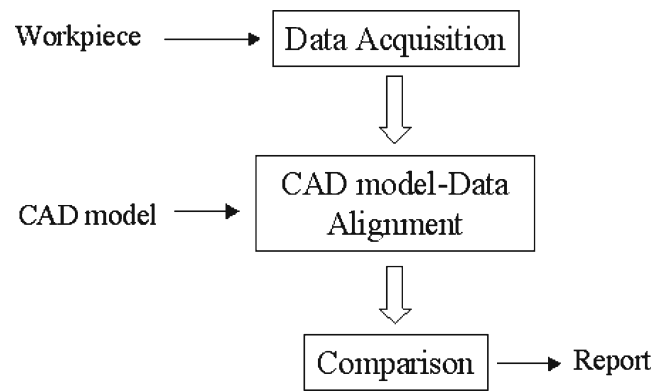 Workpiece
Data Acquisition
CAD model
CAD model-Data
Alignment
Comparison
Report